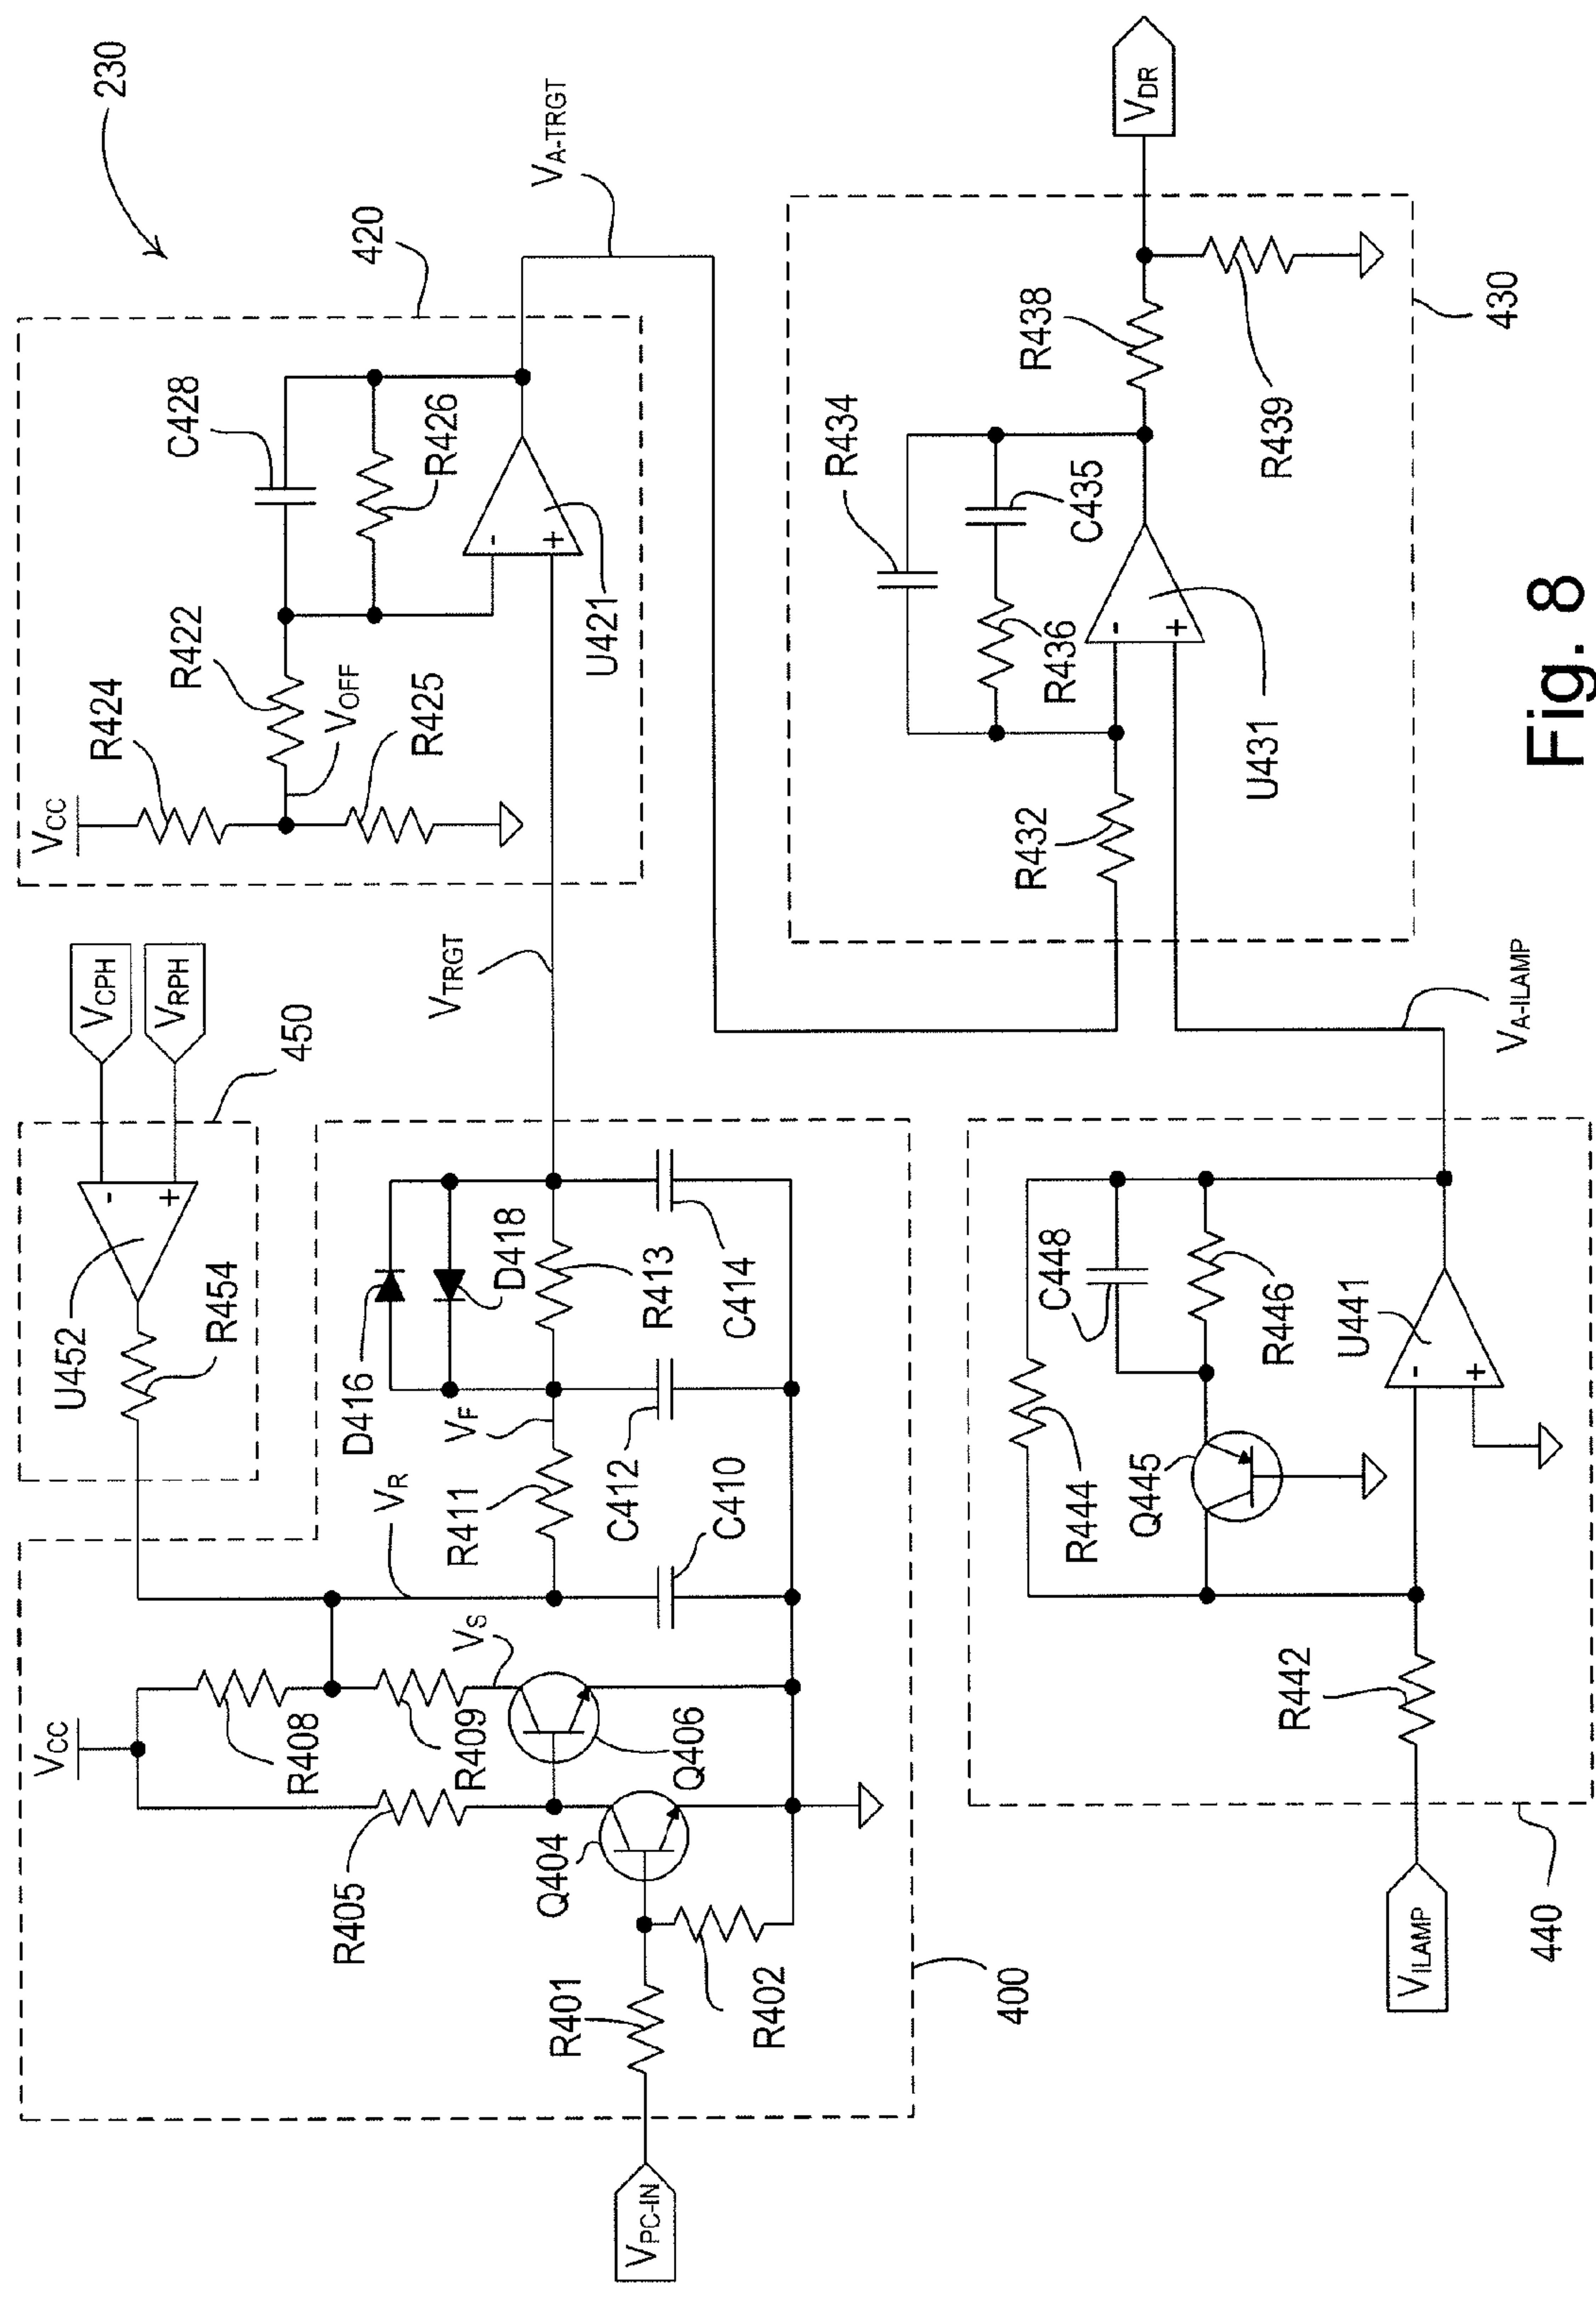 230
VCC
R424
R422
VOFF
R425
C428
R426
U421
420
VA-TRGT
VCPH
VRPH
450
U452
R454
VTRGT
VCC
R408
R405
R409
VS
VR
R411
VF
D416
D418
R413
C414
C412
C410
Q406
Q404
R401
R402
VPC-IN
400
R434
C435
R436
R432
U431
R438
R439
VDR
430
VA-ILAMP
C448
R446
U441
Q445
R444
R442
VILAMP
440
-
+
-
+
-
+
-
+
Fig. 8